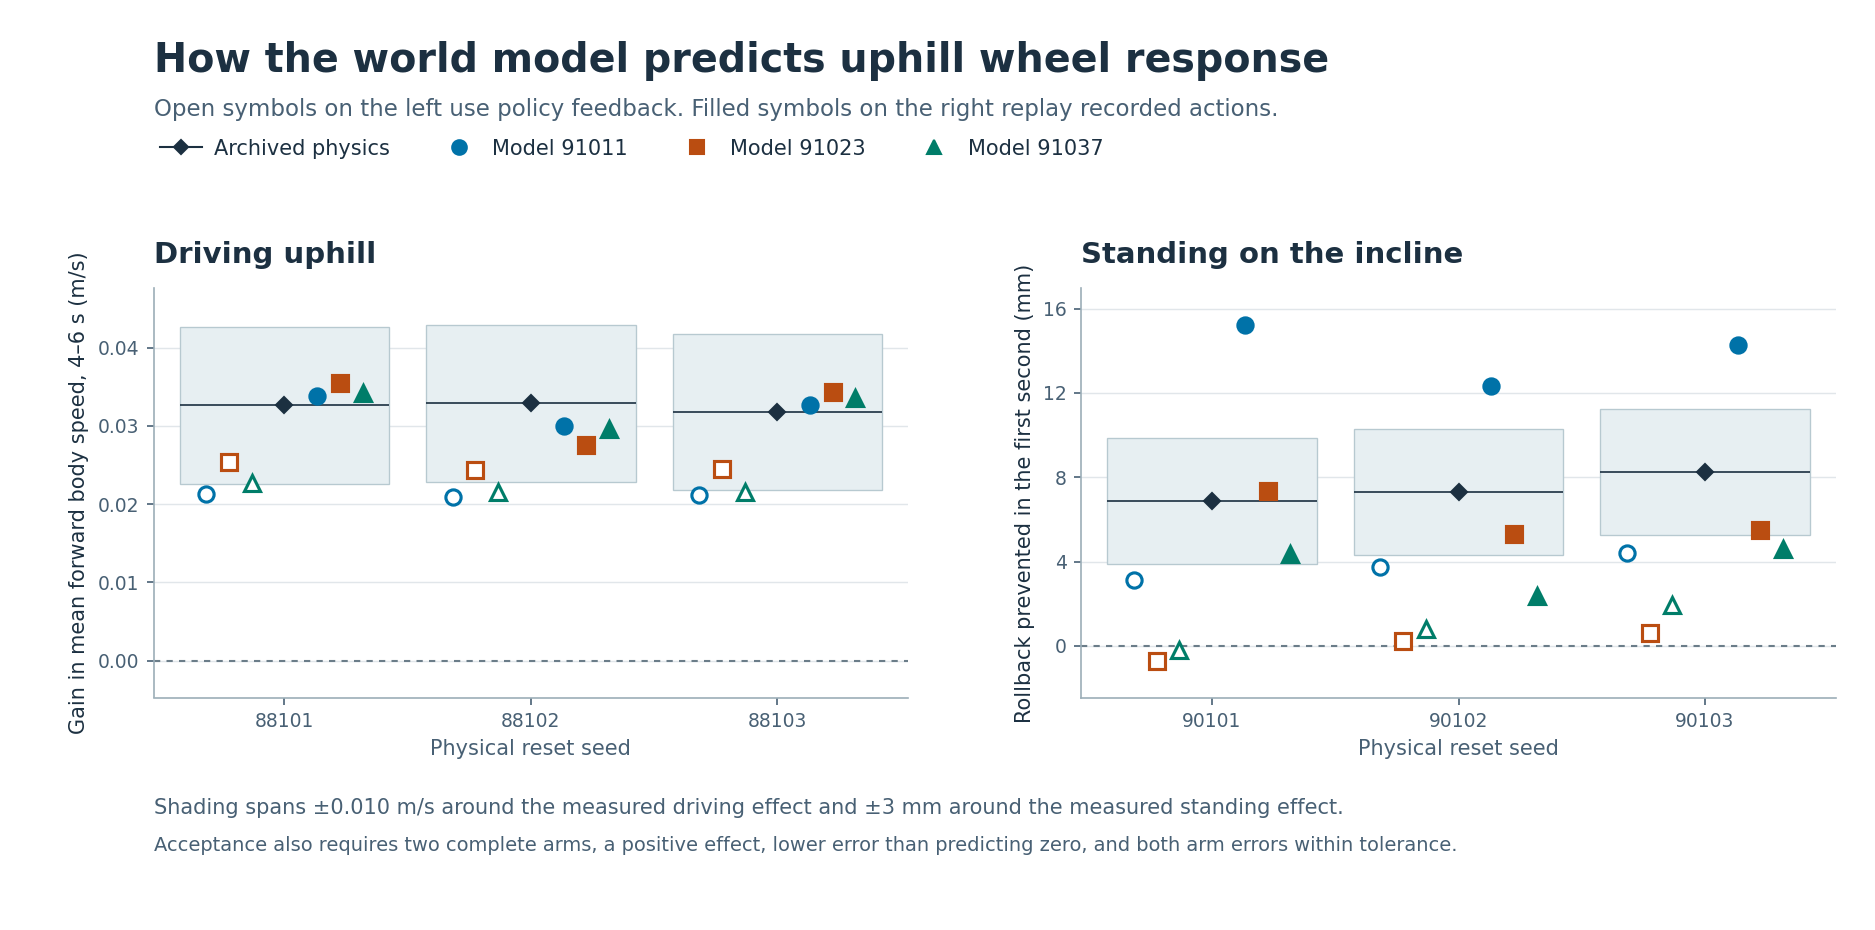 How the world model predicts uphill wheel response
Open symbols on the left use policy feedback. Filled symbols on the right replay recorded actions.
Archived physics
Model 91011
Model 91023
Model 91037
Driving uphill
Gain in mean forward body speed, 4–6 s (m/s)
0.04
0.03
0.02
0.01
0.00
88101
88102
88103
Physical reset seed
Standing on the incline
Rollback prevented in the first second (mm)
16
12
8
4
0
90101
90102
90103
Physical reset seed
Shading spans ±0.010 m/s around the measured driving effect and ±3 mm around the measured standing effect.
Acceptance also requires two complete arms, a positive effect, lower error than predicting zero, and both arm errors within tolerance.